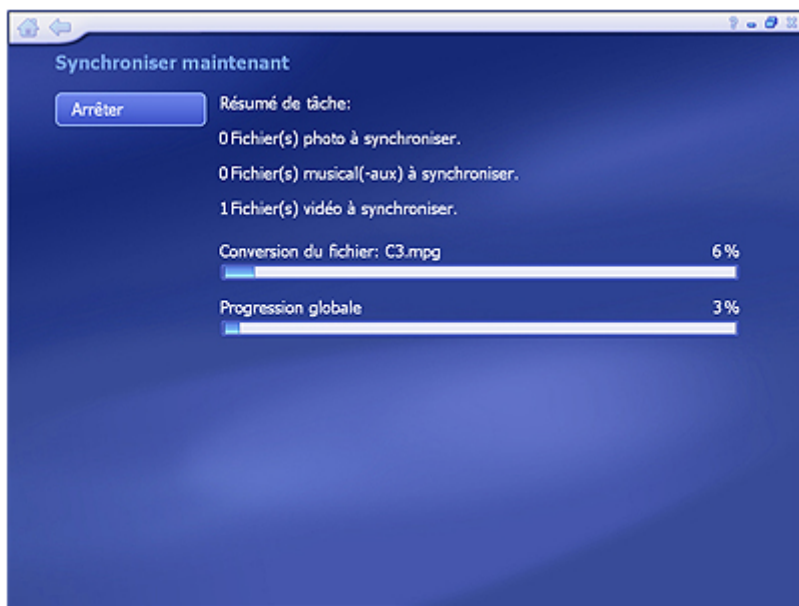 Synchroniser maintenant
Arrêter
Résumé de tâche:
0 Fichier(s) photo à synchroniser.
0 Fichier(s) musical(-aux) à synchroniser.
1 Fichier(s) vidéo à synchroniser.
Conversion du fichier: C3.mpg 6%
Progression globale 3%